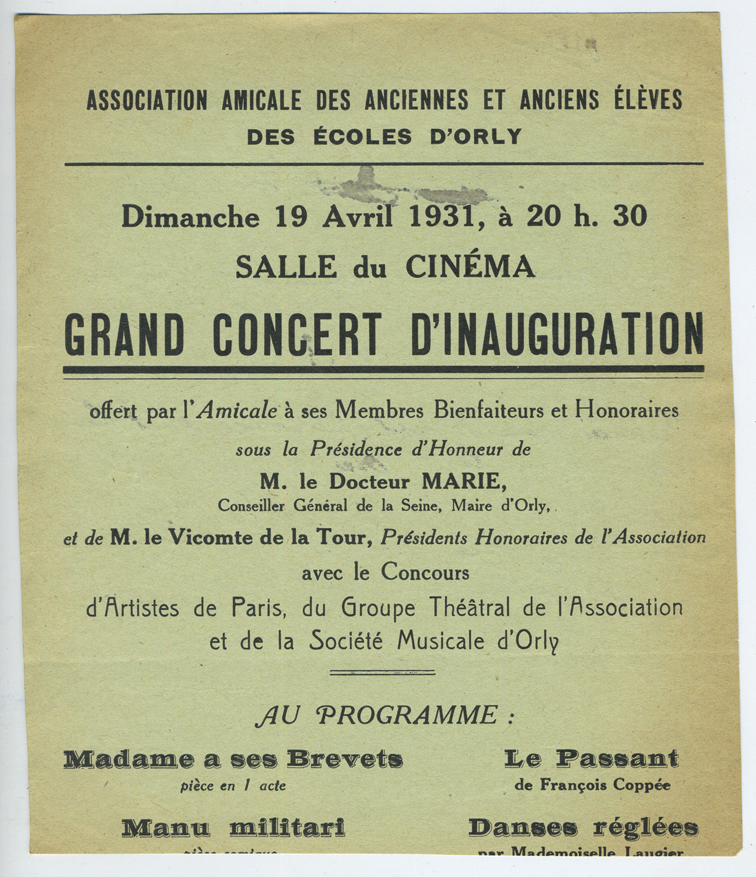 ASSOCIATION AMICALE DES ANCIENNES ET ANCIENS ÉLÈVES
DES ÉCOLES D'ORLY
Dimanche 19 Avril 1931, à 20 h. 30
SALLE du CINÉMA
GRAND CONCERT D'INAUGURATION
offert par l'Amicale à ses Membres Bienfaiteurs et Honoraires
sous la Présidence d'Honneur de
M. le Docteur MARIE,
Conseiller Général de la Seine, Maire d'Orly,
et de M. le Vicomte de la Tour, Présidents Honoraires de l'Association
avec le Concours
d'Artistes de Paris, du Groupe Théâtral de l'Association
et de la Société Musicale d'Orly
AU PROGRAMME :
Madame a ses Brevets
pièce en 1 acte
Le Passant
de François Coppée
Manu militari
pièce comique
Danses réglées
par Mademoiselle Laugier